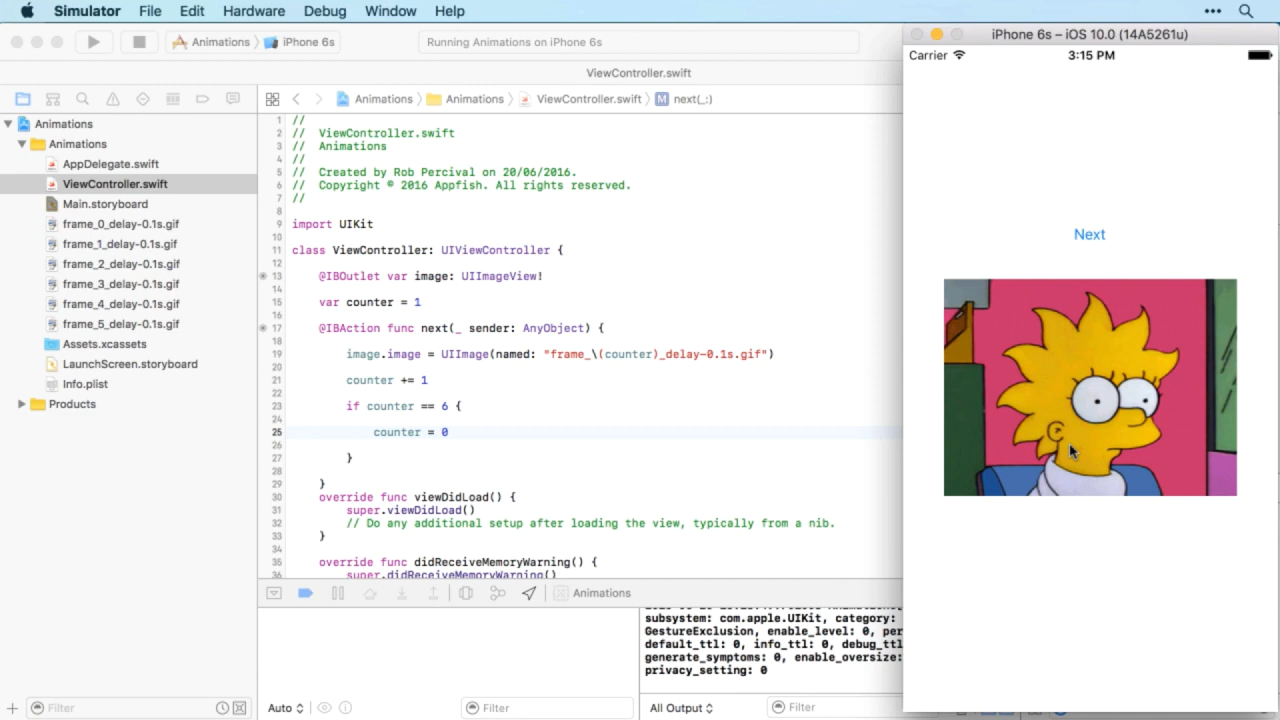 Simulator File Edit Hardware Debug Window Help
Animations iPhone 6s
Running Animations on iPhone 6s
iPhone 6s – iOS 10.0 (14A5261u)
Carrier 3:15 PM
ViewController.swift
Animations Animations ViewController.swift M next(_:)
Animations
Animations
AppDelegate.swift
ViewController.swift
Main.storyboard
frame_0_delay-0.1s.gif
frame_1_delay-0.1s.gif
frame_2_delay-0.1s.gif
frame_3_delay-0.1s.gif
frame_4_delay-0.1s.gif
frame_5_delay-0.1s.gif
Assets.xcassets
LaunchScreen.storyboard
Info.plist
Products
1 //
2 // ViewController.swift
3 // Animations
4 //
5 // Created by Rob Percival on 20/06/2016.
6 // Copyright © 2016 Appfish. All rights reserved.
7 //
8
9 import UIKit
10
11 class ViewController: UIViewController {
12
13 @IBOutlet var image: UIImageView!
14
15 var counter = 1
16
17 @IBAction func next(_ sender: AnyObject) {
18
19 image.image = UIImage(named: "frame_\(counter)_delay-0.1s.gif")
20
21 counter += 1
22
23 if counter == 6 {
24
25 counter = 0
26
27 }
28
29 }
30 override func viewDidLoad() {
31 super.viewDidLoad()
32 // Do any additional setup after loading the view, typically from a nib.
33 }
34
35 override func didReceiveMemoryWarning() {
36 super.didReceiveMemoryWarning()
Next
Animations
subsystem: com.apple.UIKit, category:
GestureExclusion, enable_level: 0, per
default_ttl: 0, info_ttl: 0, debug_ttl
generate_symptoms: 0, enable_oversize:
privacy_setting: 0
Filter
Auto
Filter
All Output
Filter